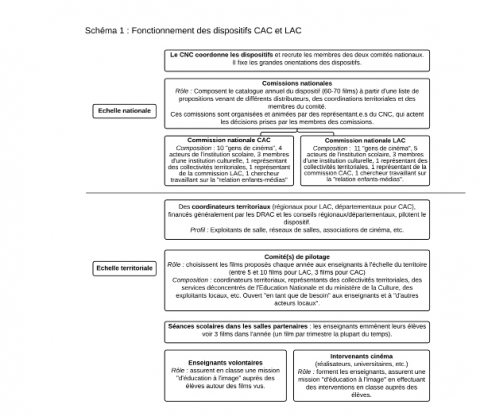 Schéma 1 : Fonctionnement des dispositifs CAC et LAC
Le CNC coordonne les dispositifs et recrute les membres des deux comités nationaux.
Il fixe les grandes orientations des dispositifs.
Echelle nationale
Comissions nationales
Rôle : Composent le catalogue annuel du dispositif (60-70 films) à partir d'une liste de
propositions venant de différents distributeurs, des coordinations territoriales et des
membres du comité.
Ces comissions sont organisées et animées par des représentant.e.s du CNC, qui actent
les décisions prises par les membres des comissions.
Commission nationale CAC
Composition : 10 "gens de cinéma", 4
acteurs de l'institution scolaire, 3 membres
d'une institution culturelle, 1 représentant
des collectivités territoriales, 1 représentant
de la commission LAC, 1 chercheur
travaillant sur la "relation enfants-médias"
Commission nationale LAC
Composition : 11 "gens de cinéma", 5
acteurs de l'institution scolaire, 3 membres
d'une institution culturelle, 1 représentant des
collectivités territoriales, 1 représentant de la
commission CAC, 1 chercheur travaillant sur
la "relation enfants-médias".
Des coordinateurs territoriaux (régionaux pour LAC, départementaux pour CAC),
financés généralement par les DRAC et les conseils régionaux/départementaux, pilotent le
dispositif.
Profil : Exploitants de salle, réseaux de salles, associations de cinéma, etc.
Echelle territoriale
Comité(s) de pilotage
Rôle : choisissent les films proposés chaque année aux enseignants à l'échelle du territoire
(entre 5 et 10 films pour LAC, 3 films pour CAC)
Composition : coordinateurs territoriaux, représentants des collectivités territoriales, des
services déconcentrés de l'Education Nationale et du ministère de la Culture, des
exploitants locaux, etc. Ouvert "en tant que de besoin" aux enseignants et à "d'autres
acteurs locaux".
Séances scolaires dans les salles partenaires : les enseignants emmènent leurs élèves
voir 3 films dans l'année (un film par trimestre la plupart du temps).
Enseignants volontaires
Rôle : assurent en classe une mission
"d'éducation à l'image" auprès des
élèves autour des films vus.
Intervenants cinéma
(réalisateurs, universitaires, etc.)
Rôle : forment les enseignants, assurent une
mission "d'éducation à l'image" en effectuant
des interventions en classe auprès des
élèves.